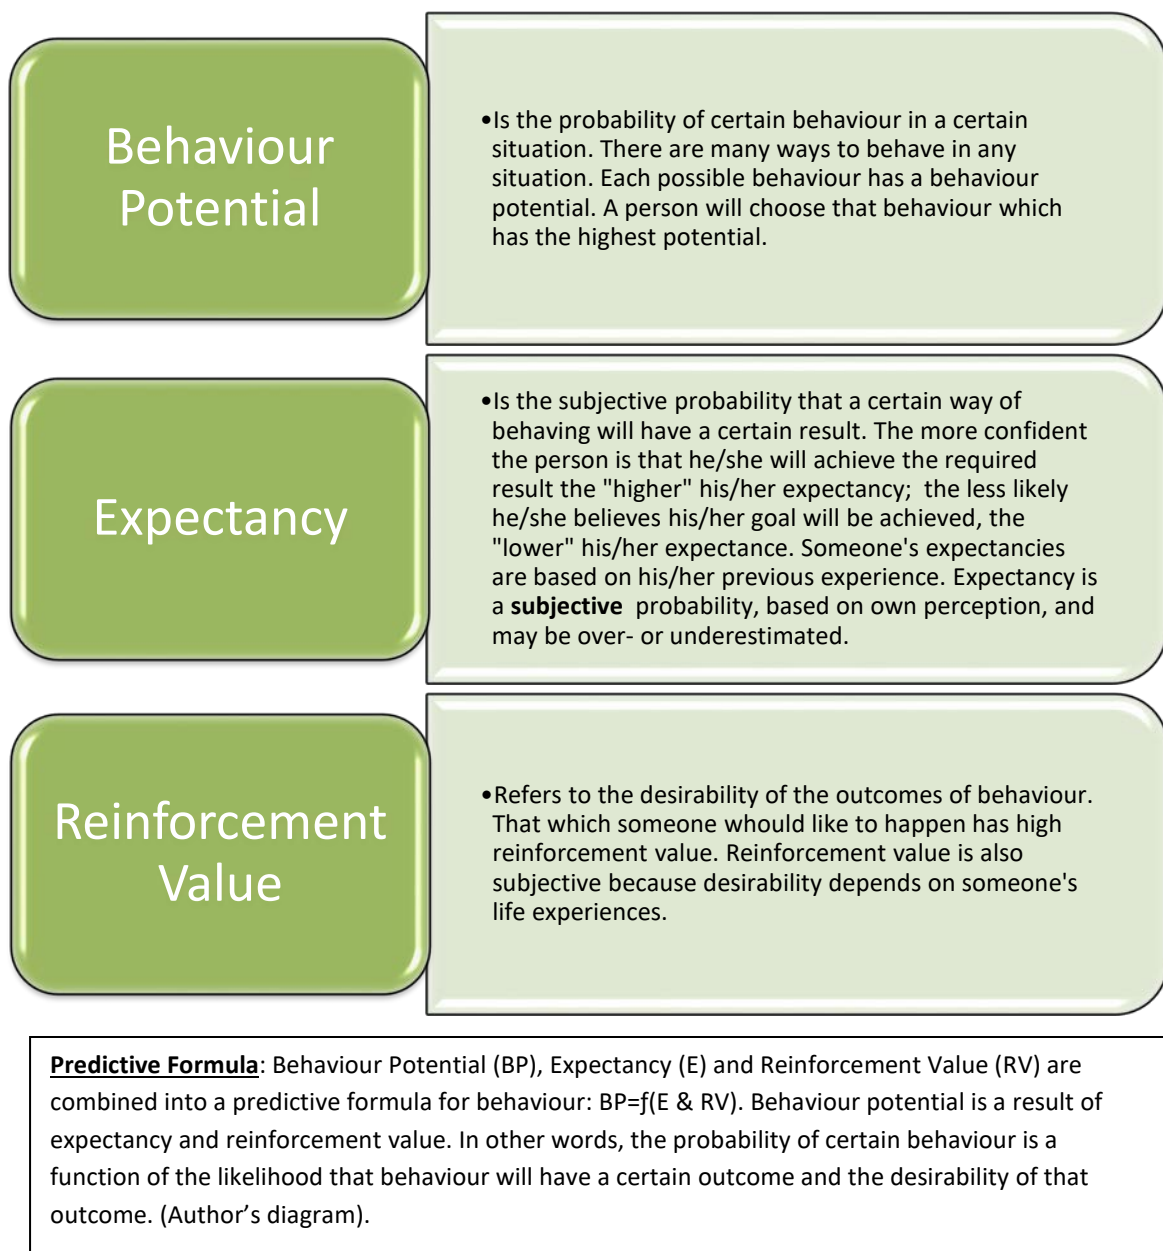 Behaviour
Potential
•Is the probability of certain behaviour in a certain
situation. There are many ways to behave in any
situation. Each possible behaviour has a behaviour
potential. A person will choose that behaviour which
has the highest potential.
Expectancy
•Is the subjective probability that a certain way of
behaving will have a certain result. The more confident
the person is that he/she will achieve the required
result the "higher" his/her expectancy;  the less likely
he/she believes his/her goal will be achieved, the
"lower" his/her expectance. Someone's expectancies
are based on his/her previous experience. Expectancy is
a subjective  probability, based on own perception, and
may be over- or underestimated.
Reinforcement
Value
•Refers to the desirability of the outcomes of behaviour.
That which someone whould like to happen has high
reinforcement value. Reinforcement value is also
subjective because desirability depends on someone's
life experiences.
Predictive Formula: Behaviour Potential (BP), Expectancy (E) and Reinforcement Value (RV) are
combined into a predictive formula for behaviour: BP=ƒ(E & RV). Behaviour potential is a result of
expectancy and reinforcement value. In other words, the probability of certain behaviour is a
function of the likelihood that behaviour will have a certain outcome and the desirability of that
outcome. (Author’s diagram).